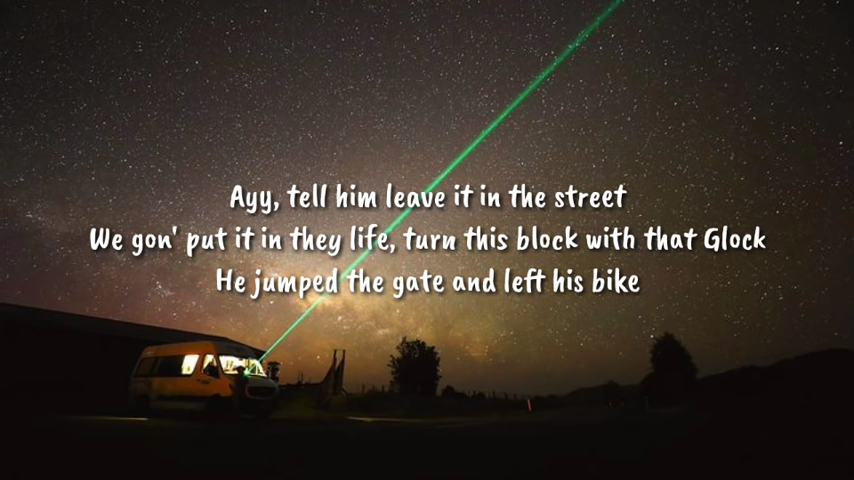 Ayy, tell him leave it in the street
We gon' put it in they life, turn this block with that Glock
He jumped the gate and left his bike